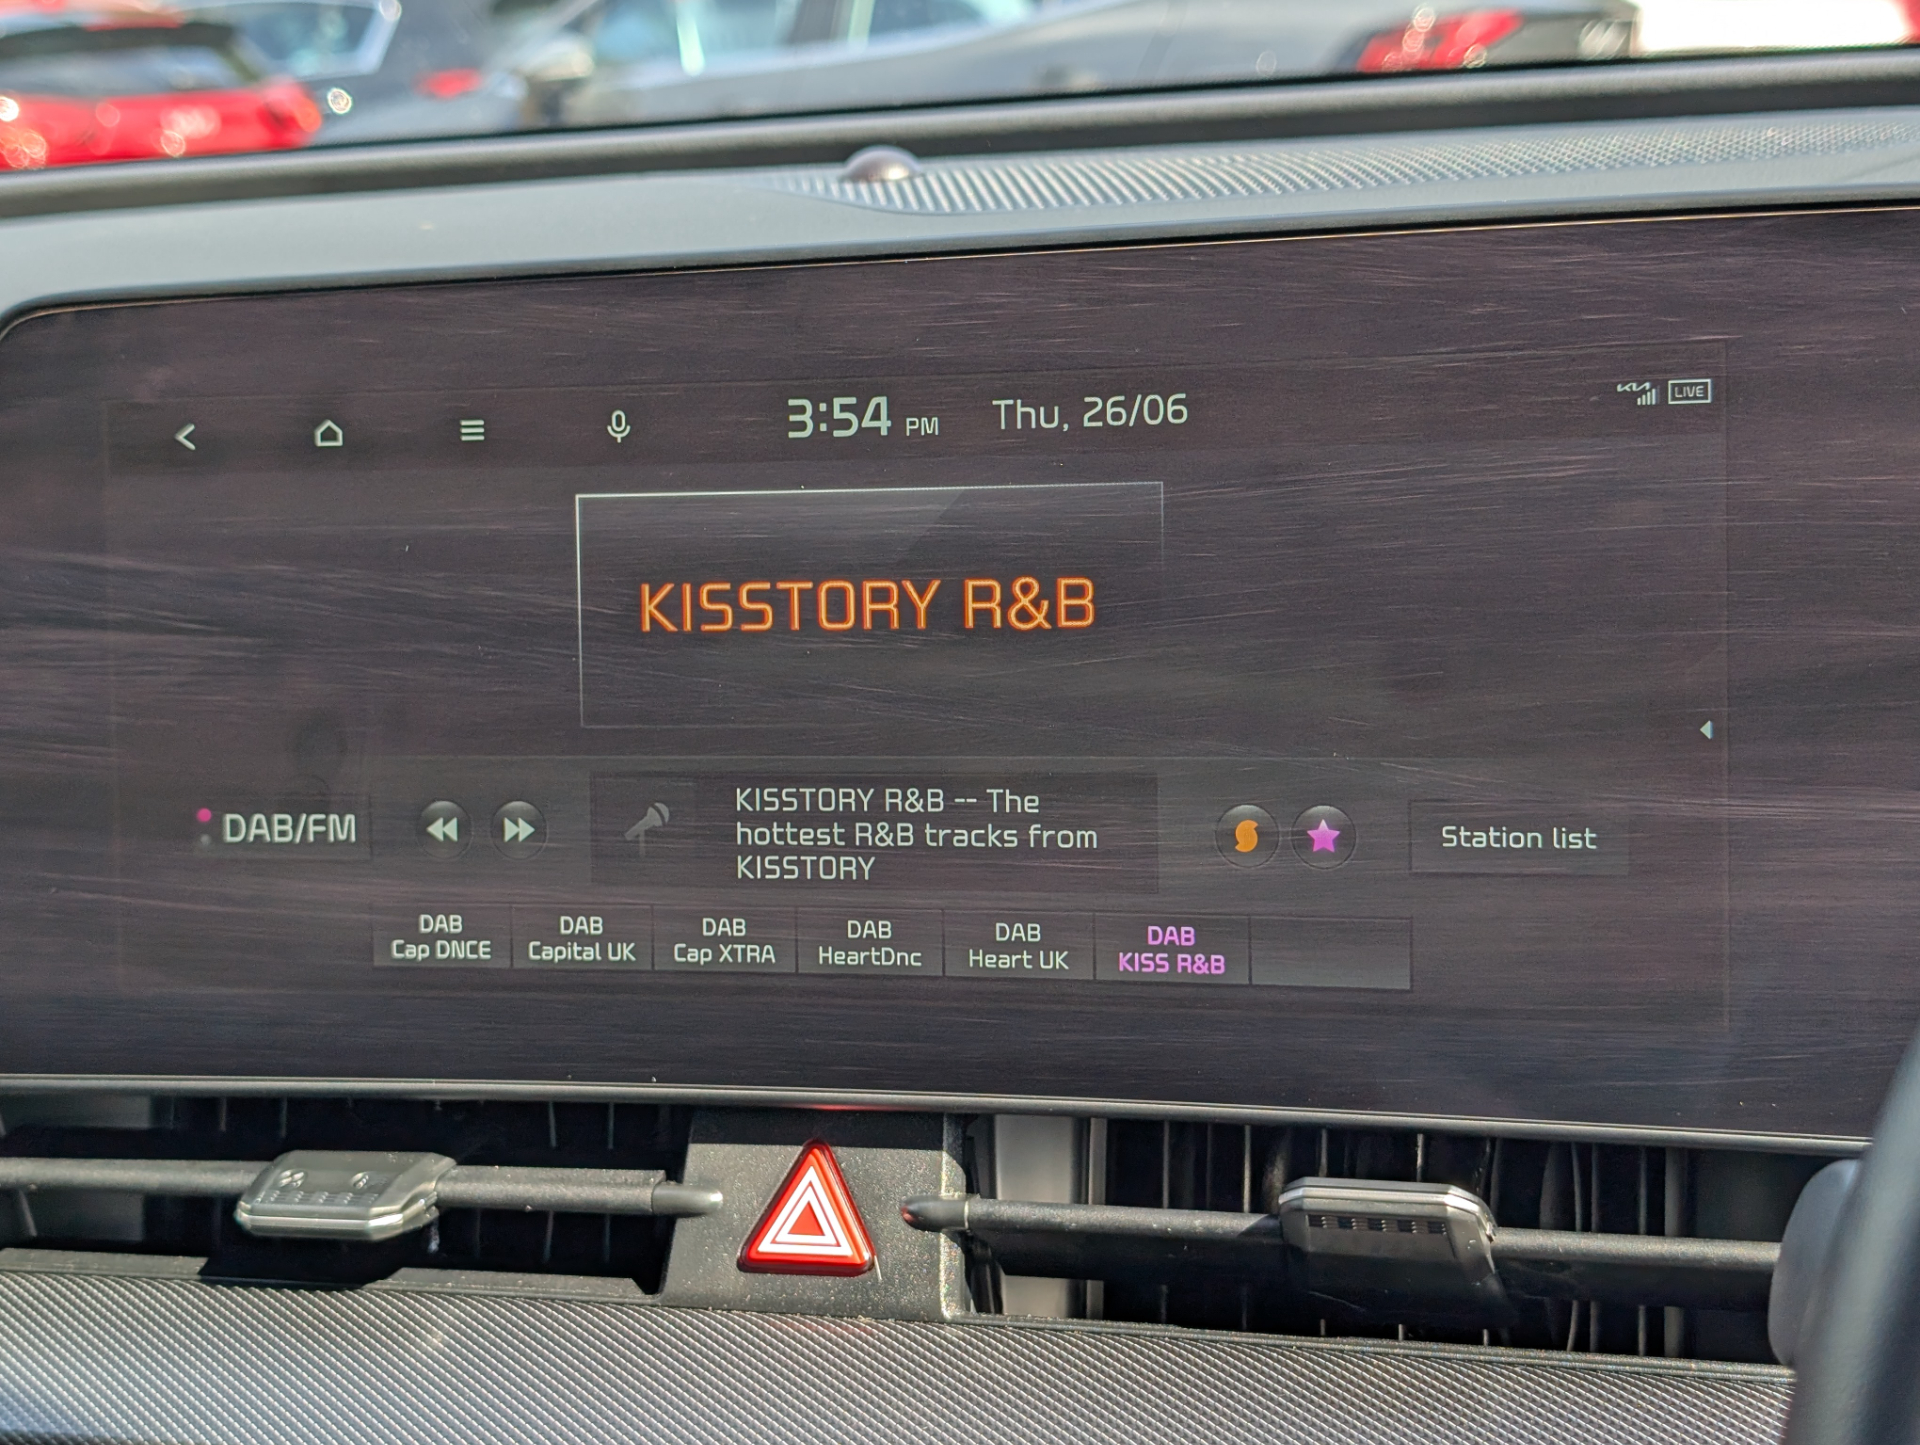 3:54 PM Thu, 26/06
KIA
LIVE
KISSTORY R&B
DAB/FM
KISSTORY R&B -- The
hottest R&B tracks from
KISSTORY
Station list
DAB
Cap DNCE
DAB
Capital UK
DAB
Cap XTRA
DAB
HeartDnc
DAB
Heart UK
DAB
KISS R&B